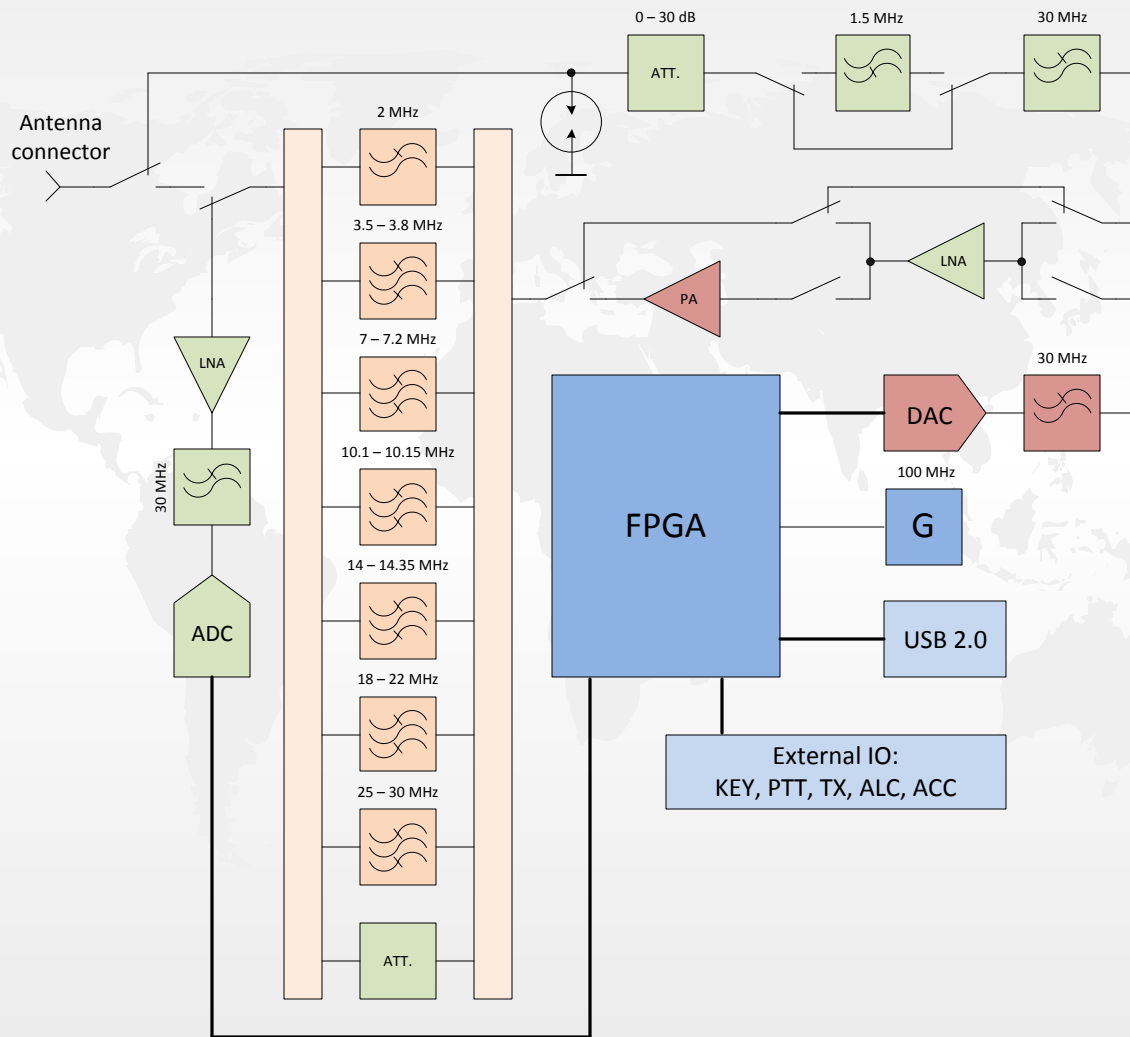 0 – 30 dB
1.5 MHz
30 MHz
ATT.
Antenna
connector
2 MHz
3.5 – 3.8 MHz
LNA
PA
7 – 7.2 MHz
LNA
30 MHz
DAC
10.1 – 10.15 MHz
30 MHz
100 MHz
FPGA
G
14 – 14.35 MHz
ADC
USB 2.0
18 – 22 MHz
External IO:
KEY, PTT, TX, ALC, ACC
25 – 30 MHz
ATT.